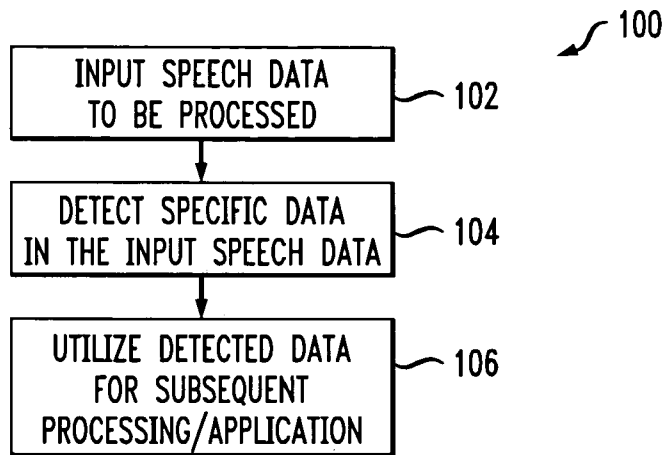 100
INPUT SPEECH DATA
TO BE PROCESSED
102
DETECT SPECIFIC DATA
IN THE INPUT SPEECH DATA
104
UTILIZE DETECTED DATA
FOR SUBSEQUENT
PROCESSING/APPLICATION
106